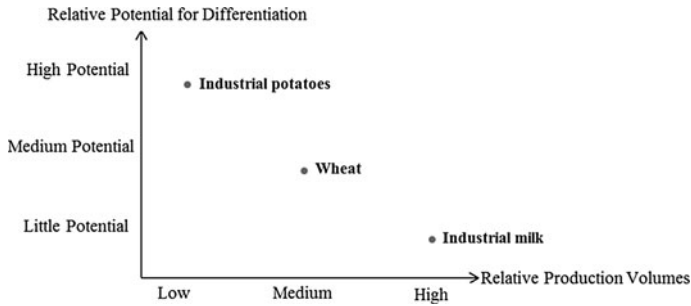 Relative Potential for Differentiation
High Potential
Industrial potatoes
Medium Potential
Wheat
Little Potential
Industrial milk
Relative Production Volumes
Low
Medium
High